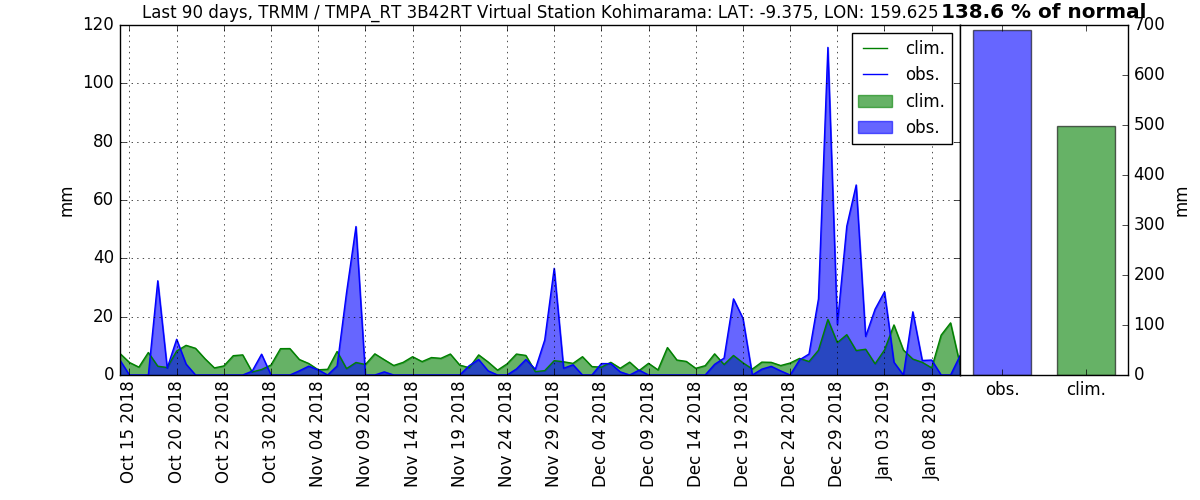 Last 90 days, TRMM / TMPA_RT 3B42RT Virtual Station Kohimarama: LAT: -9.375, LON: 159.625
138.6 % of normal
mm
120
100
80
60
40
20
0
clim.
obs.
clim.
obs.
Oct 15 2018
Oct 20 2018
Oct 25 2018
Oct 30 2018
Nov 04 2018
Nov 09 2018
Nov 14 2018
Nov 19 2018
Nov 24 2018
Nov 29 2018
Dec 04 2018
Dec 09 2018
Dec 14 2018
Dec 19 2018
Dec 24 2018
Dec 29 2018
Jan 03 2019
Jan 08 2019
700
600
500
400
300
200
100
0
mm
obs.
clim.